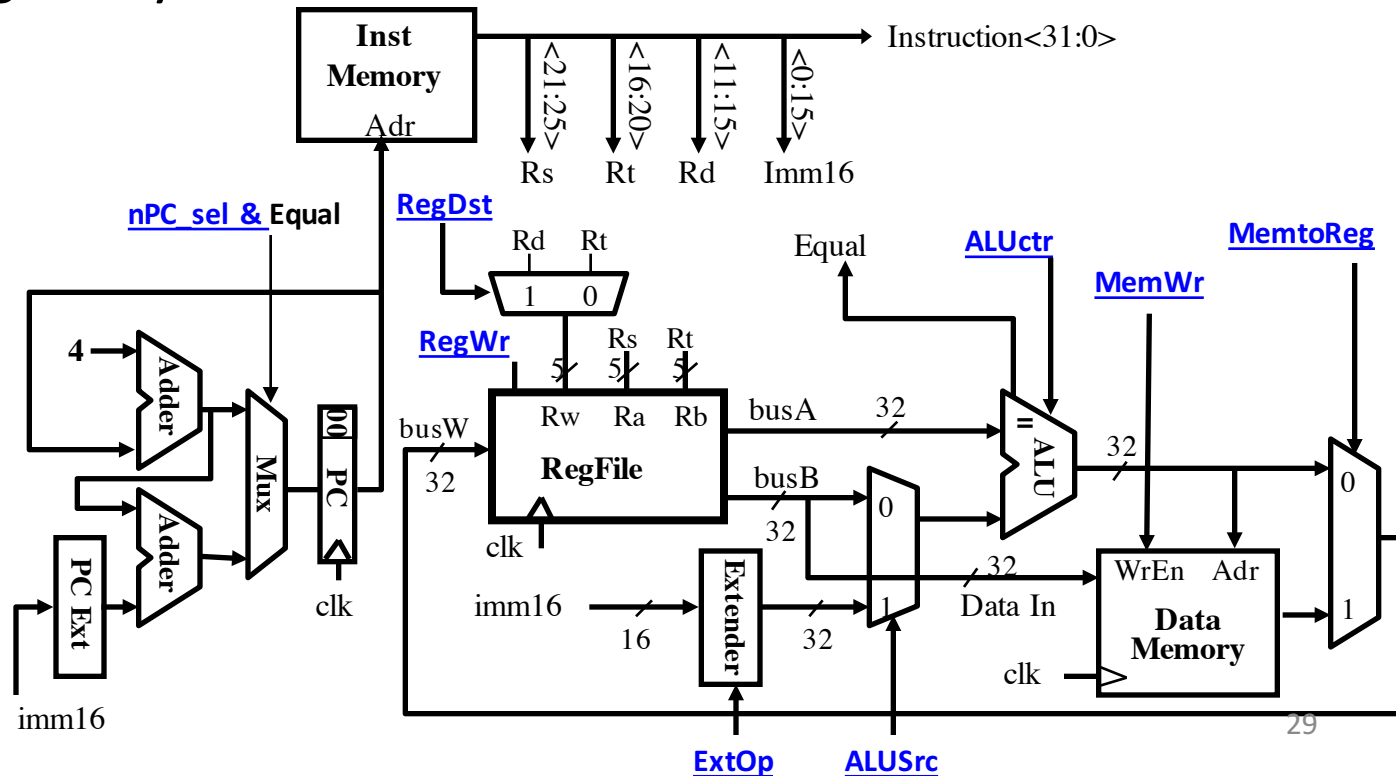 Inst
Memory
Adr
Instruction<31:0>
<21:25>
<16:20>
<11:15>
<0:15>
Rs
Rt
Rd
Imm16
nPC_sel & Equal
RegDst
Rd
Rt
1
0
Equal
ALUctr
MemtoReg
MemWr
4
Adder
RegWr
5
Rs
5
Rt
5
Rw
Ra
Rb
RegFile
busW
32
clk
busA
32
busB
32
0
1
=
ALU
32
0
1
Mux
00
PC
clk
Adder
PC Ext
imm16
imm16
16
Extender
32
32
Data In
WrEn
Adr
Data
Memory
clk
29
ExtOp
ALUSrc